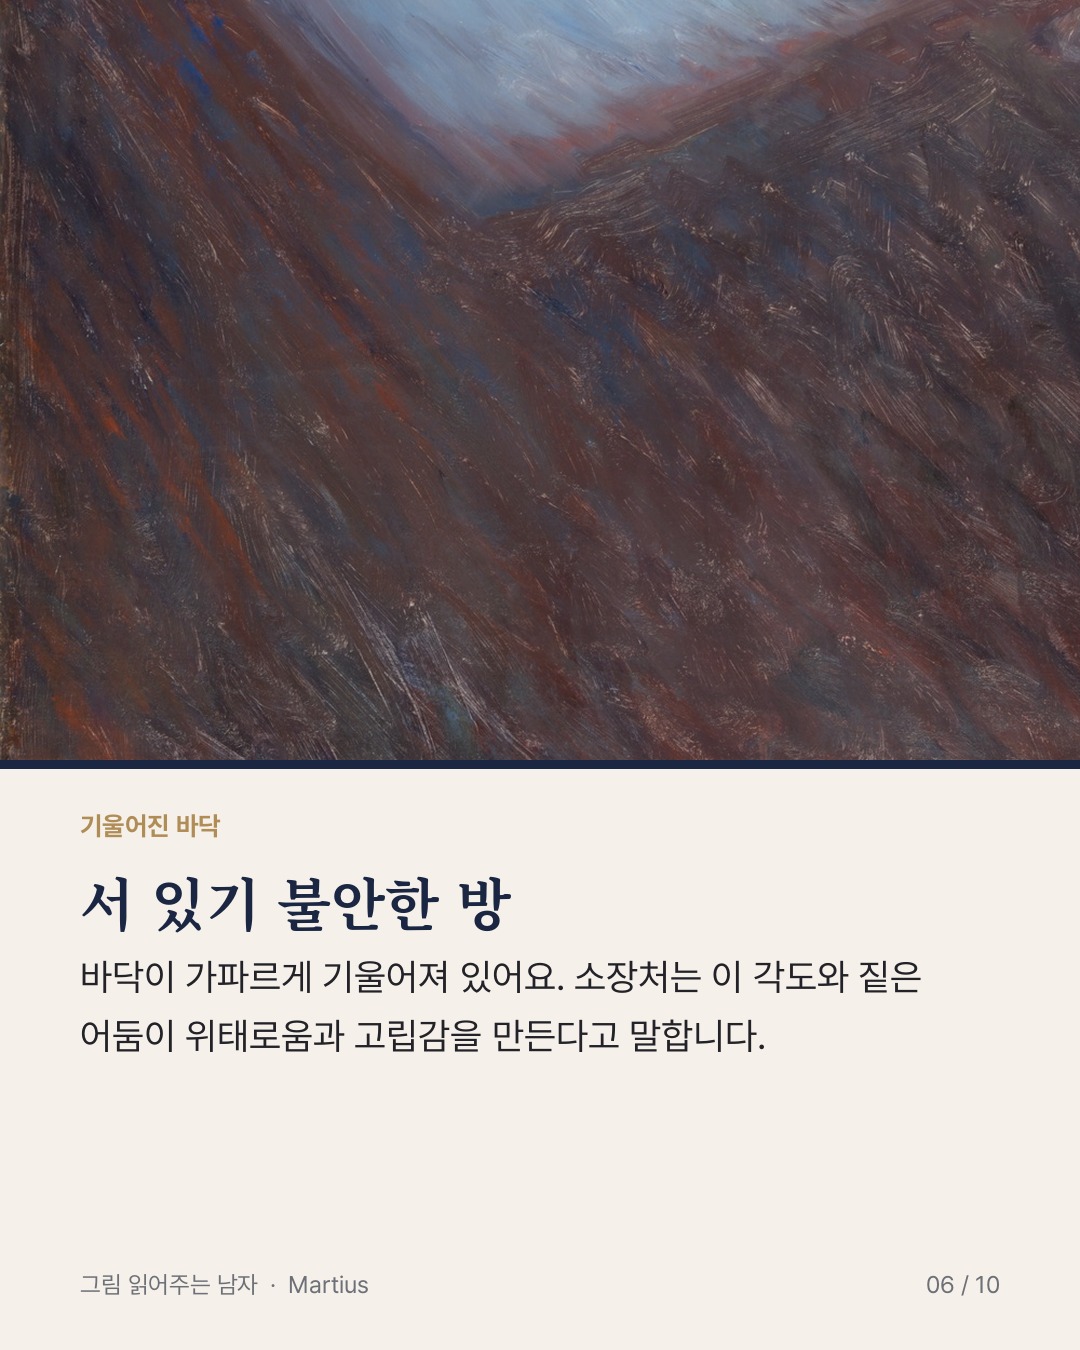 기울어진 바닥
서 있기 불안한 방
바닥이 가파르게 기울어져 있어요. 소장처는 이 각도와 짙은
어둠이 위태로움과 고립감을 만든다고 말합니다.
그림 읽어주는 남자 · Martius
06 / 10